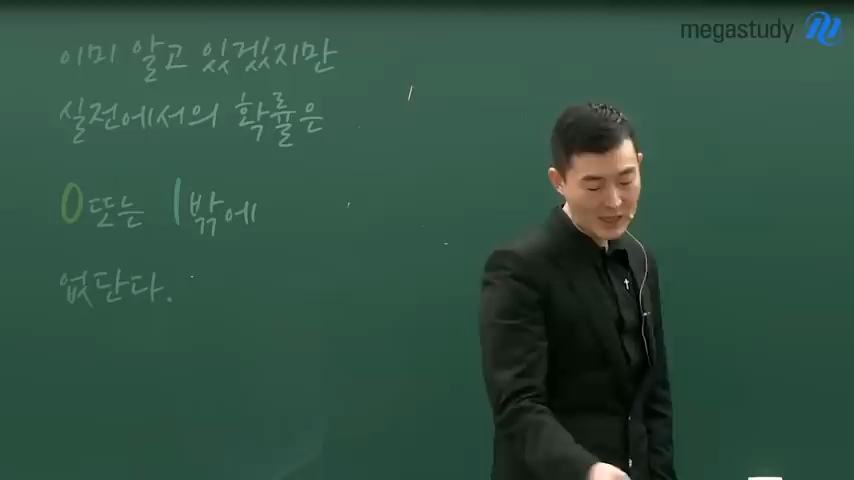 megastudy
이미 알고 있겠지만
실전에서의 확률은
0또는 1밖에
없단다.